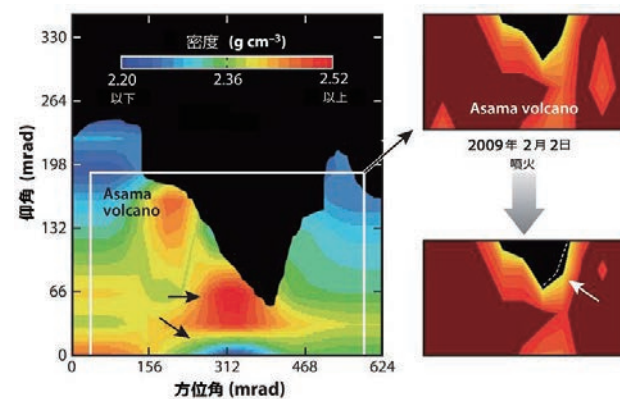 密度 (g cm⁻³)
2.20
以下
2.36
2.52
以上
330
264
198
132
66
0
仰角 (mrad)
Asama
volcano
0
156
312
468
624
方位角 (mrad)
Asama volcano
2009年 2月2日
噴火